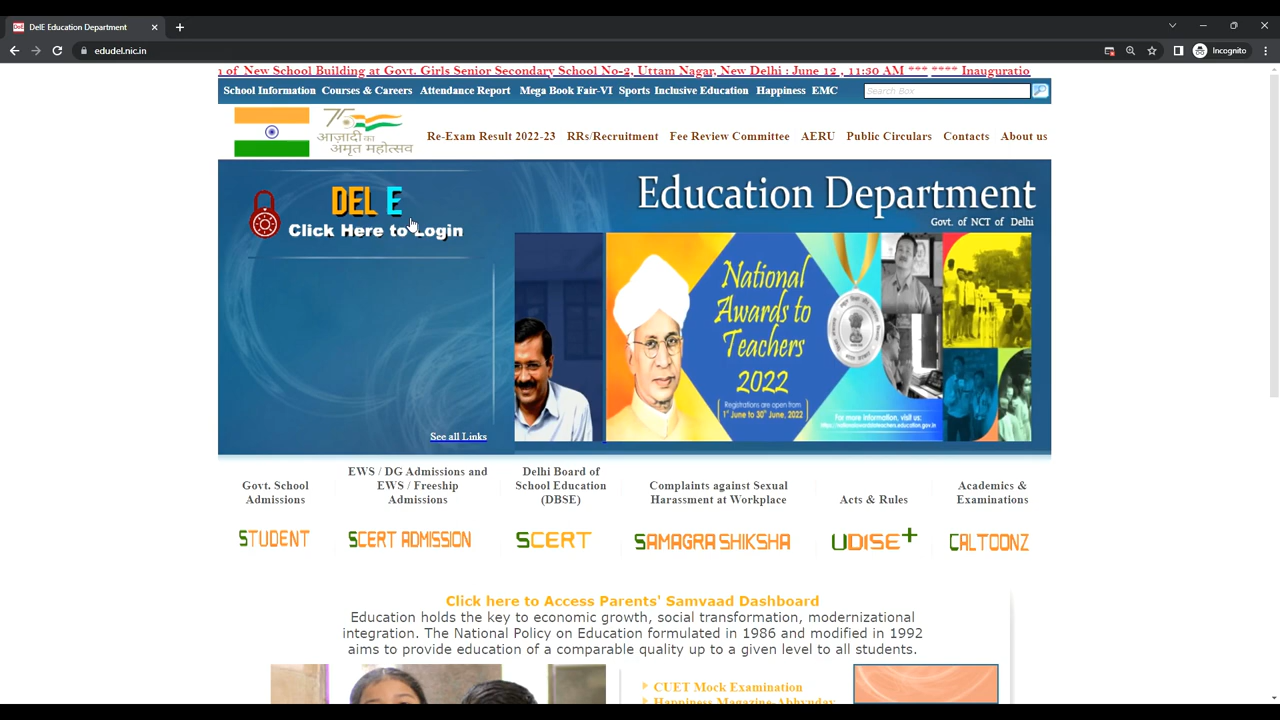 DelE Education Department
edudel.nic.in
Incognito
of New School Building at Govt. Girls Senior Secondary School No-2, Uttam Nagar, New Delhi : June 12 , 11:30 AM *** **** Inauguratio
School Information Courses & Careers Attendance Report Mega Book Fair-VI Sports Inclusive Education Happiness EMC
Search Box
75
आज़ादी का
अमृत महोत्सव
Re-Exam Result 2022-23 RRs/Recruitment Fee Review Committee AERU Public Circulars Contacts About us
DEL E
Click Here to Login
Education Department
Govt. of NCT of Delhi
National
Awards to
Teachers
2022
Registrations are open from
1st June to 30th June, 2022
For more information, visit us:
See all Links
Govt. School
Admissions
EWS / DG Admissions and
EWS / Freeship
Admissions
Delhi Board of
School Education
(DBSE)
Complaints against Sexual
Harassment at Workplace
Acts & Rules
Academics &
Examinations
STUDENT
SCERT ADMISSION
SCERT
SAMAGRA SHIKSHA
UDISE+
CALTOONZ
Click here to Access Parents' Samvaad Dashboard
Education holds the key to economic growth, social transformation, modernizational
integration. The National Policy on Education formulated in 1986 and modified in 1992
aims to provide education of a comparable quality up to a given level to all students.
CUET Mock Examination
Happiness Magazine-Abhyuday